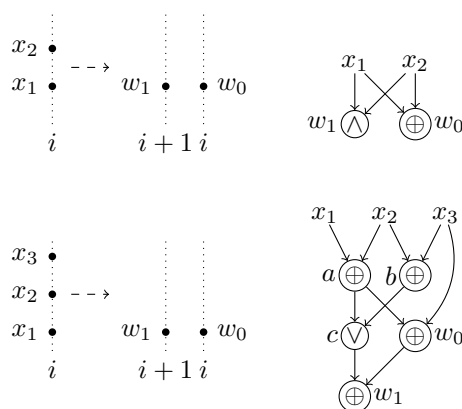 x₂
x₁ w₁ w₀
i i + 1 i
x₁ x₂
w₁ ∧ ⊕ w₀
x₃
x₂
x₁ w₁ w₀
i i + 1 i
x₁ x₂ x₃
a ⊕ b ⊕
c ∨ ⊕ w₀
⊕ w₁